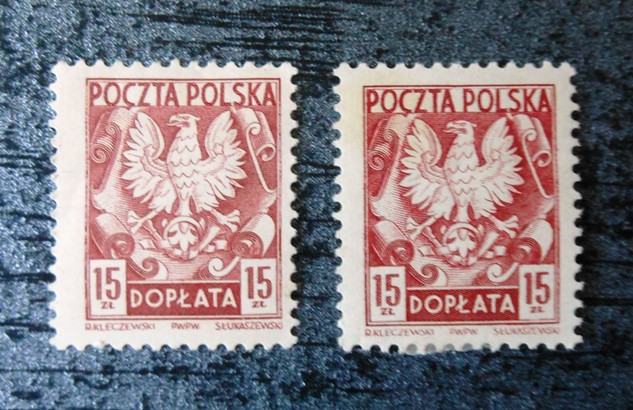 POCZTA POLSKA
15 ZŁ DOPŁATA 15 ZŁ
R.KLECZEWSKI PWPW S.ŁUKASZEWSKI
POCZTA POLSKA
15 ZŁ DOPŁATA 15 ZŁ
R.KLECZEWSKI PWPW S.ŁUKASZEWSKI